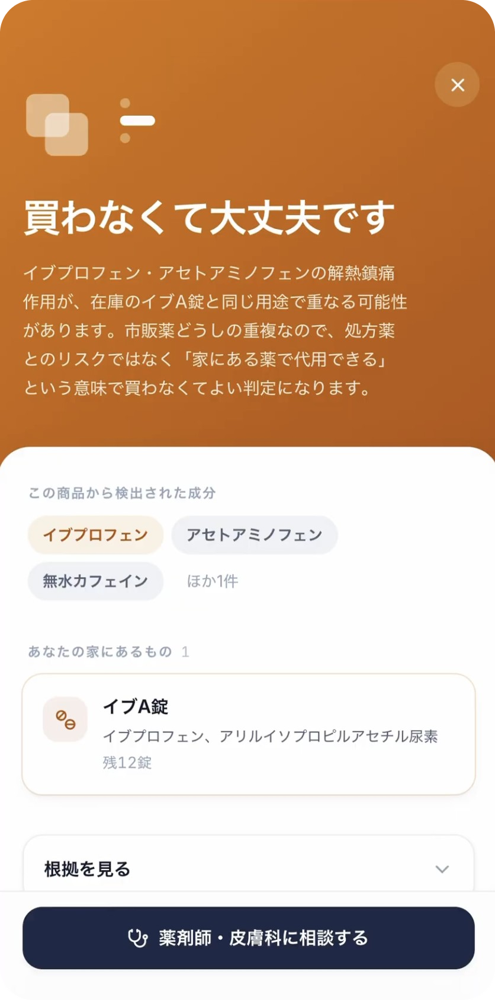 買わなくて大丈夫です
イブプロフェン・アセトアミノフェンの解熱鎮痛
作用が、在庫のイブA錠と同じ用途で重なる可能性
があります。市販薬どうしの重複なので、処方薬
とのリスクではなく「家にある薬で代用できる」
という意味で買わなくてよい判定になります。
この商品から検出された成分
イブプロフェン アセトアミノフェン
無水カフェイン ほか1件
あなたの家にあるもの 1
イブA錠
イブプロフェン、アリルイソプロピルアセチル尿素
残12錠
根拠を見る
薬剤師・皮膚科に相談する